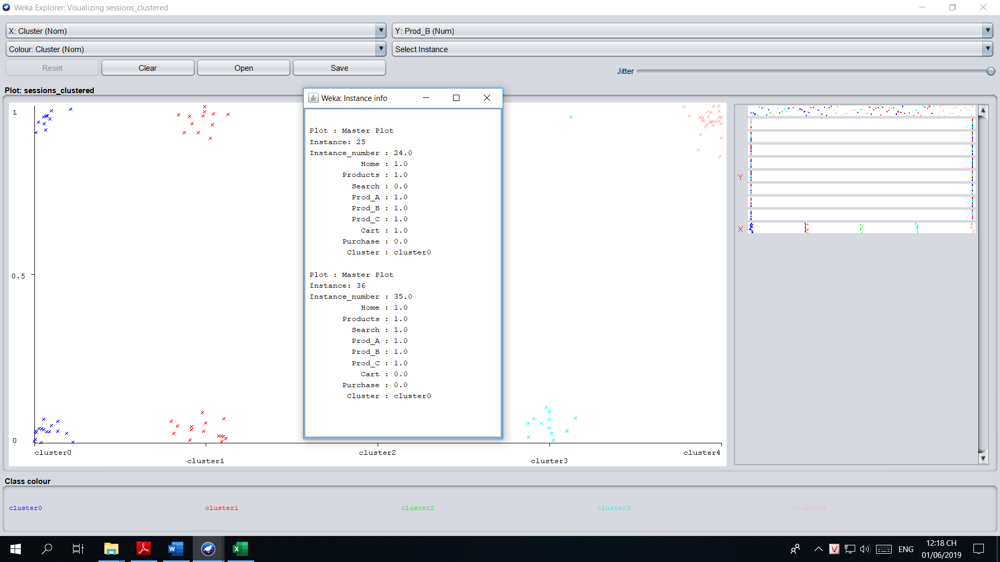 Weka Explorer: Visualizing sessions_clustered
X: Cluster (Nom)
Y: Prod_B (Num)
Colour: Cluster (Nom)
Select Instance
Reset
Clear
Open
Save
Jitter
Plot: sessions_clustered
1
0.5
0
cluster0
cluster1
cluster2
cluster3
cluster4
Weka: Instance info
Plot : Master Plot
Instance: 25
Instance_number : 24.0
Home : 1.0
Products : 1.0
Search : 0.0
Prod_A : 1.0
Prod_B : 1.0
Prod_C : 1.0
Cart : 1.0
Purchase : 0.0
Cluster : cluster0
Plot : Master Plot
Instance: 36
Instance_number : 35.0
Home : 1.0
Products : 1.0
Search : 1.0
Prod_A : 1.0
Prod_B : 1.0
Prod_C : 1.0
Cart : 0.0
Purchase : 0.0
Cluster : cluster0
Y
X
Class colour
cluster0
cluster1
cluster2
cluster3
cluster4
ENG
12:18 CH
01/06/2019